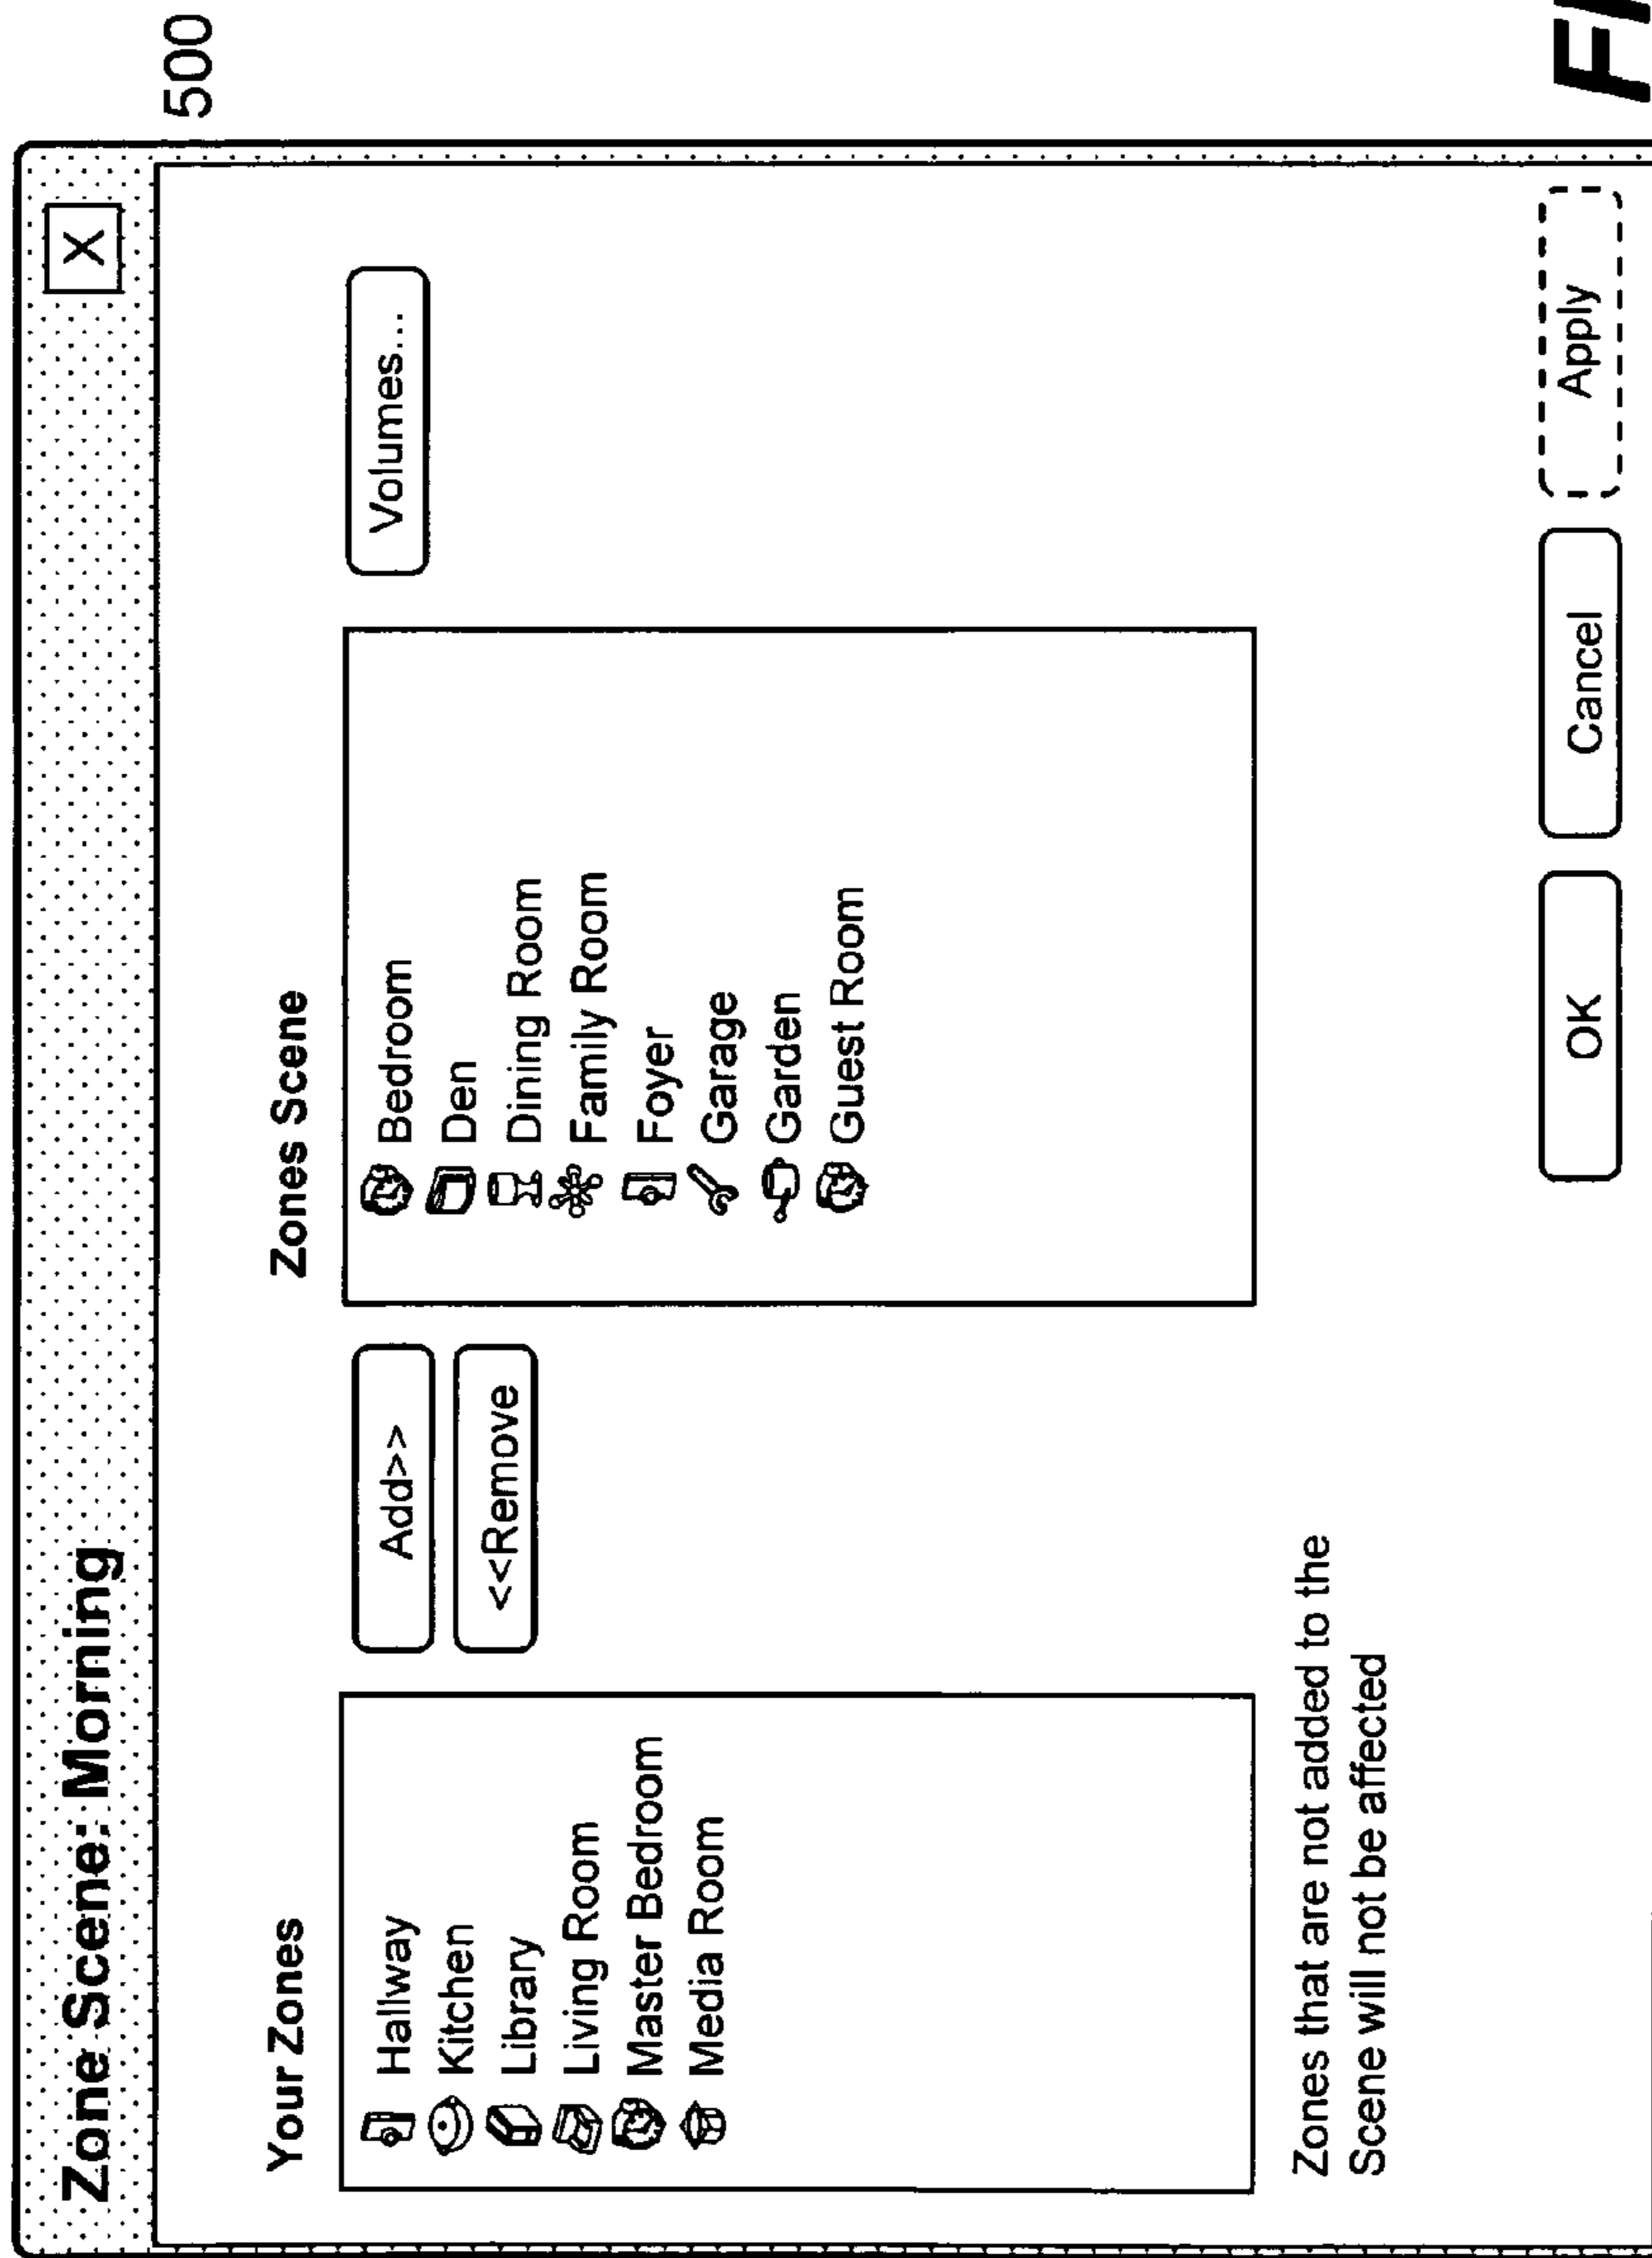 Zone Scene: Morning
X
500
Your Zones
Hallway
Kitchen
Library
Living Room
Master Bedroom
Media Room
Add>>
<<Remove
Zones Scene
Bedroom
Den
Dining Room
Family Room
Foyer
Garage
Garden
Guest Room
Volumes...
Zones that are not added to the
Scene will not be affected
OK
Cancel
Apply